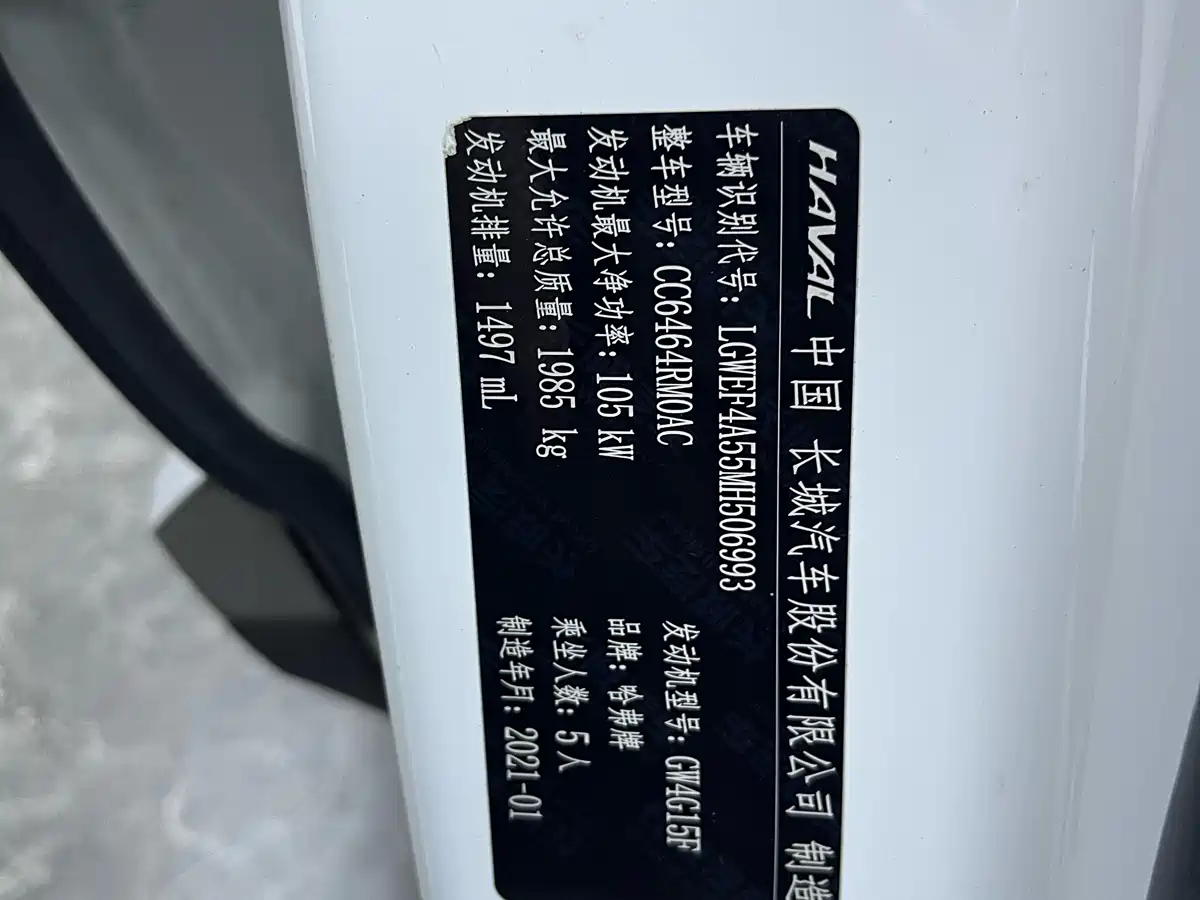 HAVAL 中国 长城汽车股份有限公司 制造
车辆识别代号: LGWEF4A55MH506993
整车型号: CC6464RM0AC 发动机型号: GW4G15F
发动机最大净功率: 105 kW 品牌: 哈弗牌
最大允许总质量: 1985 kg 乘坐人数: 5 人
发动机排量: 1497 mL 制造年月: 2021-01